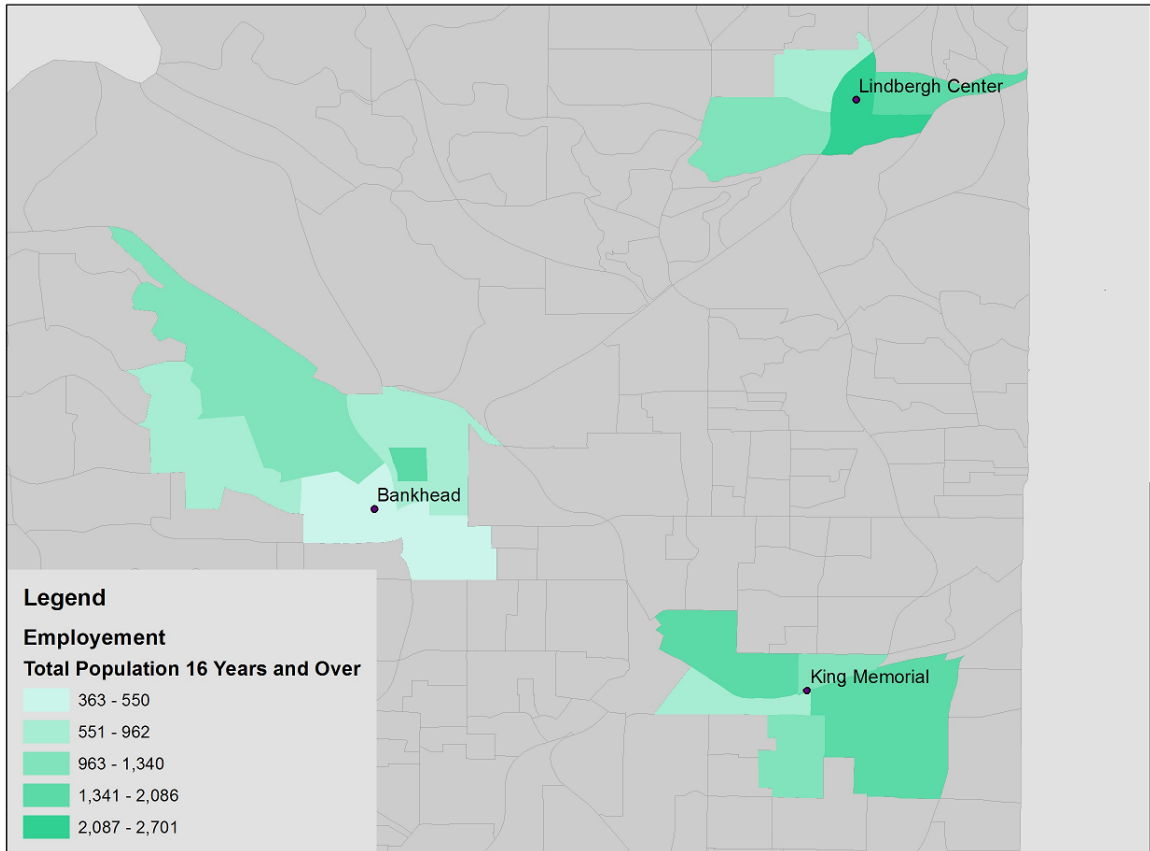 Lindbergh Center
Bankhead
King Memorial
Legend
Employement
Total Population 16 Years and Over
363 - 550
551 - 962
963 - 1,340
1,341 - 2,086
2,087 - 2,701